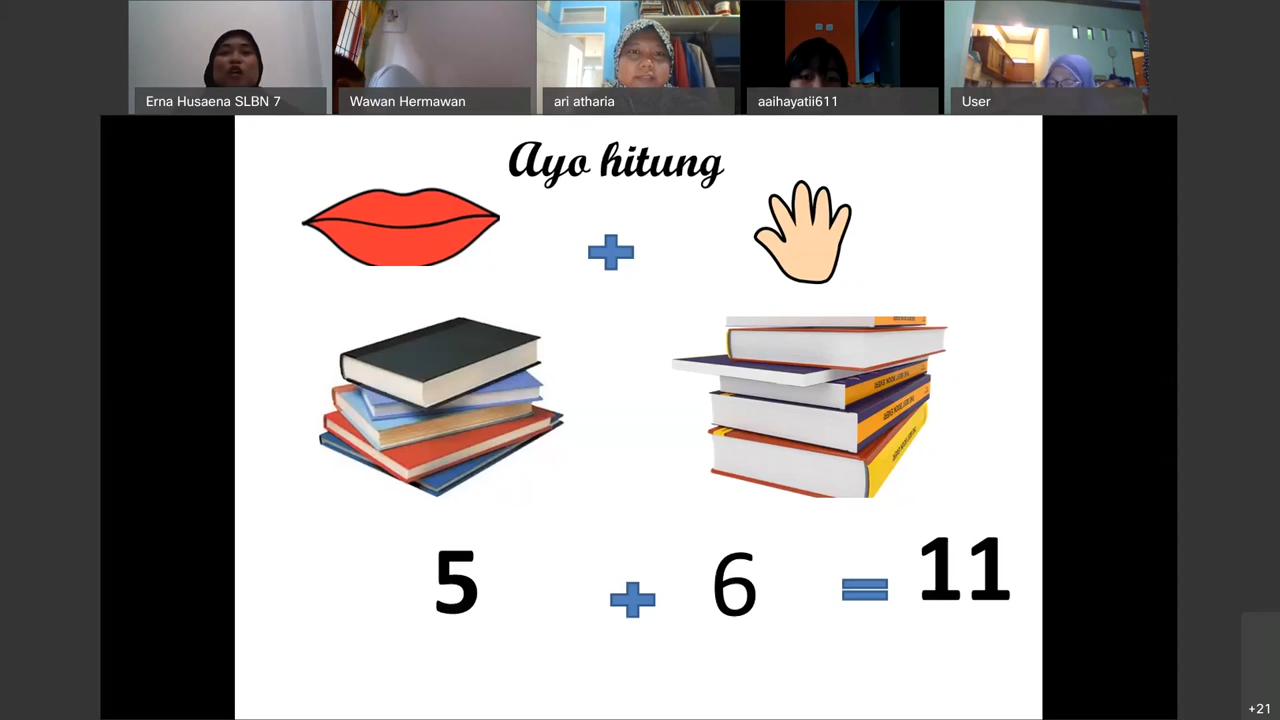 Erna Husaena SLBN 7
Wawan Hermawan
ari atharia
aaihayatii611
User
Ayo hitung
5 + 6 = 11
+21